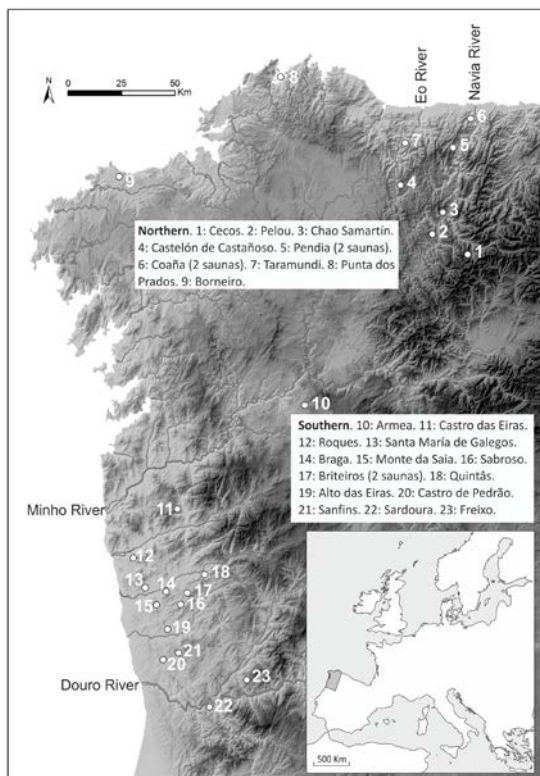 0 25 50
Km
N
Eo River
Navia River
8
6
7
5
9
4
3
2
1
Northern. 1: Cecos. 2: Pelou. 3: Chao Samartín.
4: Castelón de Castañoso. 5: Pendia (2 saunas).
6: Coaña (2 saunas). 7: Taramundi. 8: Punta dos
Prados. 9: Borneiro.
10
Southern. 10: Armea. 11: Castro das Eiras.
12: Roques. 13: Santa María de Galegos.
14: Braga. 15: Monte da Saia. 16: Sabroso.
17: Briteiros (2 saunas). 18: Quintâs.
19: Alto das Eiras. 20: Castro de Pedrão.
21: Sanfins. 22: Sardoura. 23: Freixo.
Minho River
11
12
18
13
14
17
15
16
19
21
20
Douro River
23
22
500 Km